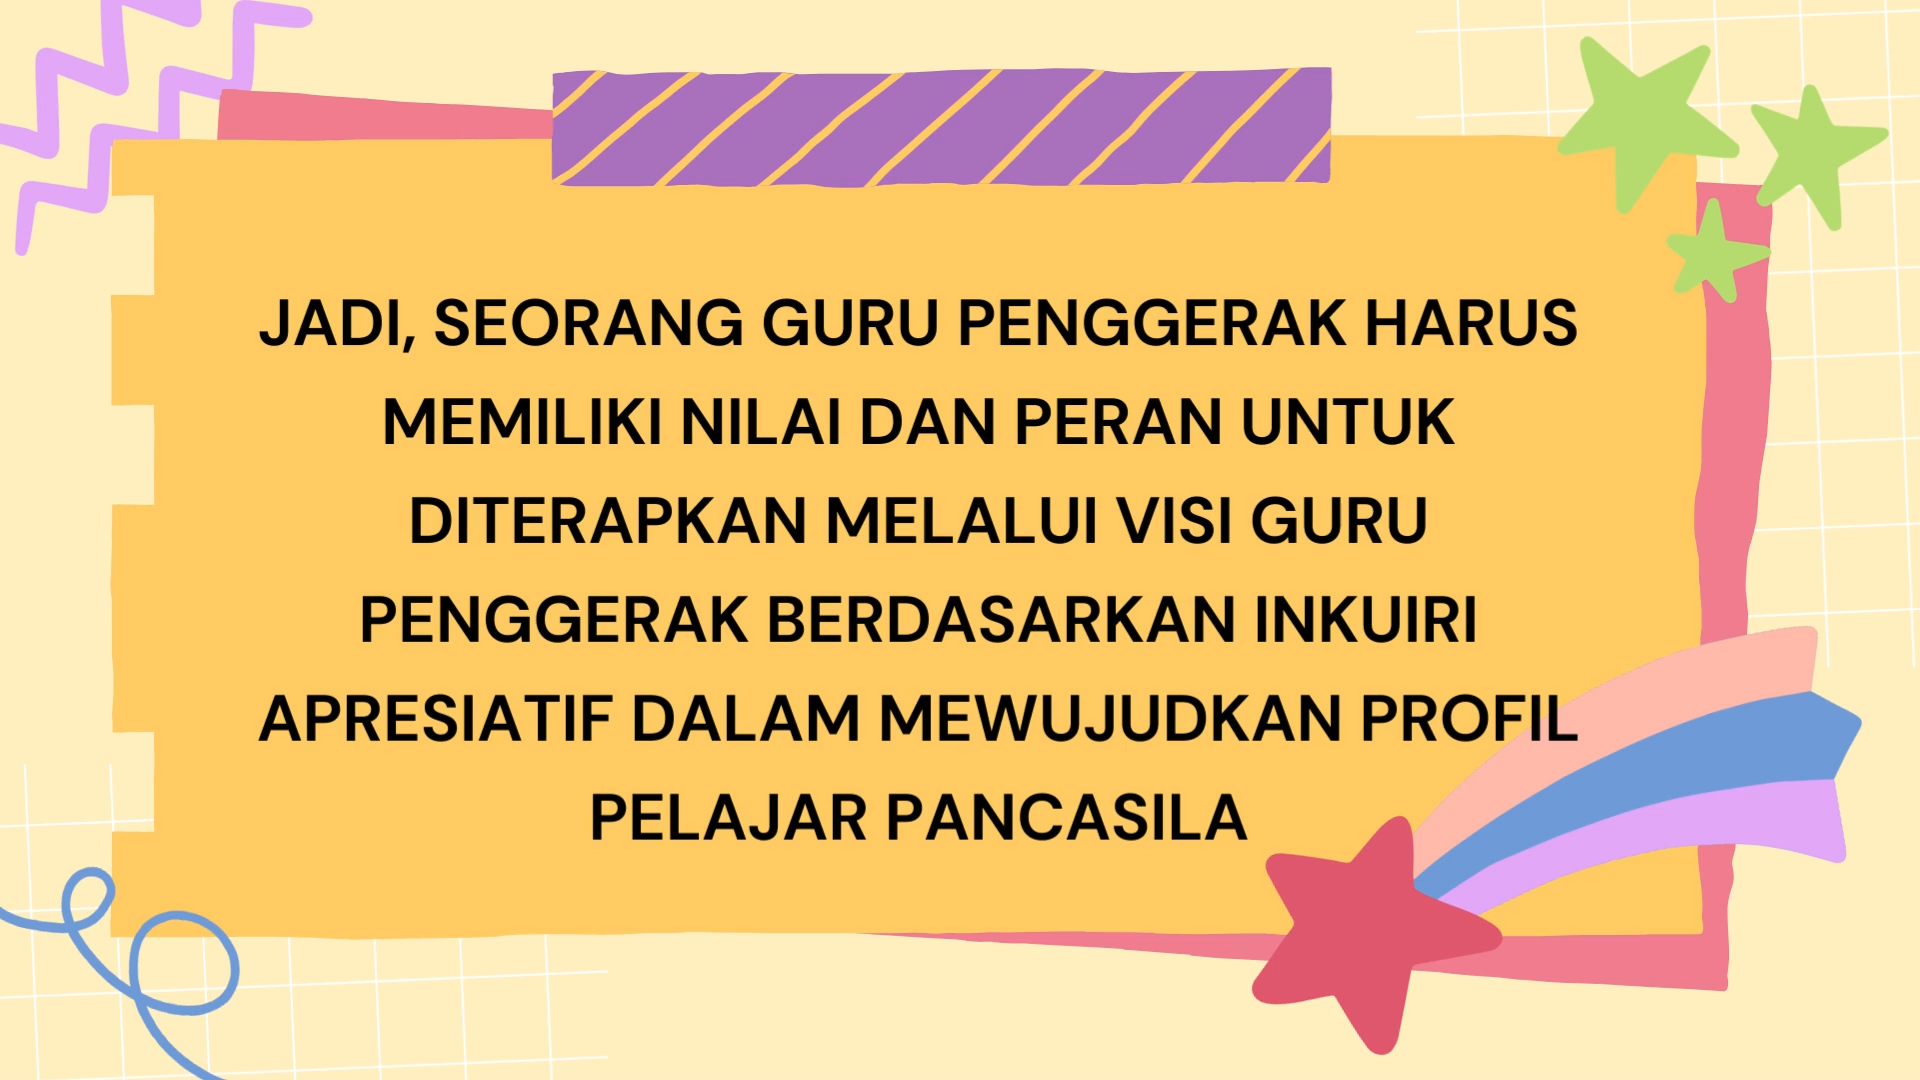 JADI, SEORANG GURU PENGGERAK HARUS
MEMILIKI NILAI DAN PERAN UNTUK
DITERAPKAN MELALUI VISI GURU
PENGGERAK BERDASARKAN INKUIRI
APRESIATIF DALAM MEWUJUDKAN PROFIL
PELAJAR PANCASILA